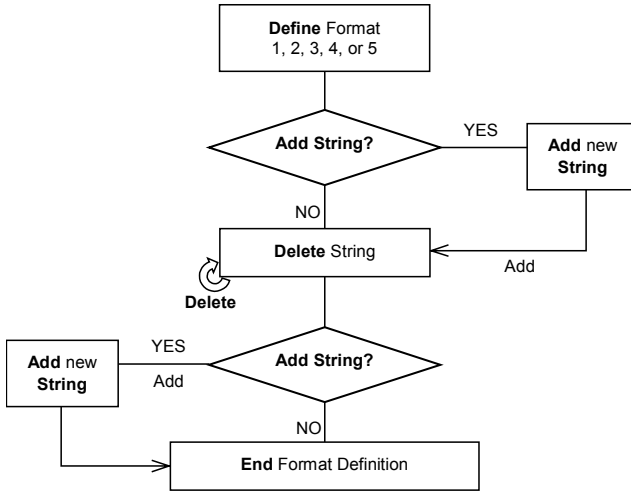 Define Format
1, 2, 3, 4, or 5
Add String?
YES
Add new
String
NO
Delete String
Add
Delete
Add String?
YES
Add
Add new
String
NO
End Format Definition